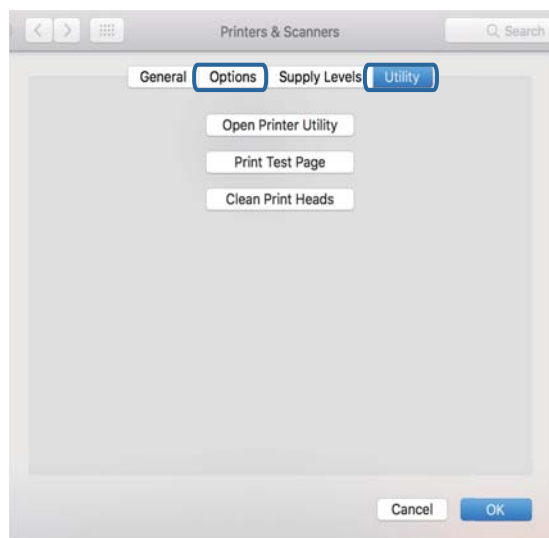 Printers & Scanners Search
General Options Supply Levels Utility
Open Printer Utility
Print Test Page
Clean Print Heads
Cancel OK